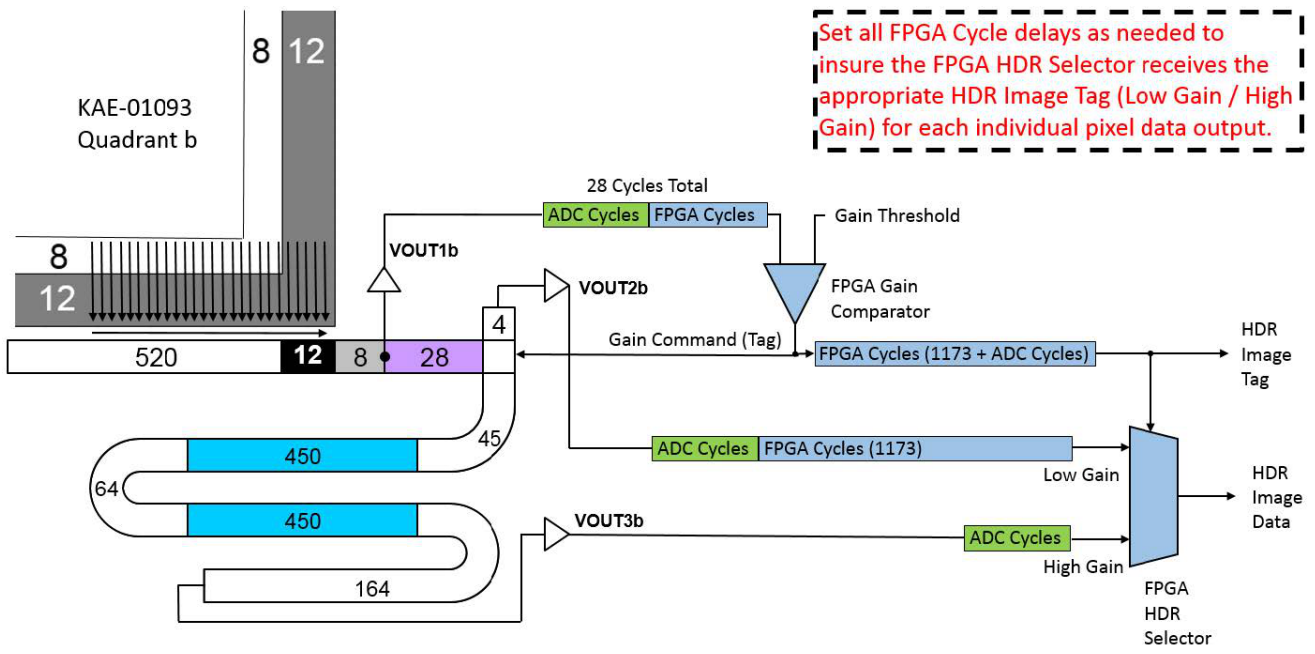 8
12
KAE-01093
Quadrant b
Set all FPGA Cycle delays as needed to
insure the FPGA HDR Selector receives the
appropriate HDR Image Tag (Low Gain / High
Gain) for each individual pixel data output.
28 Cycles Total
ADC Cycles
FPGA Cycles
Gain Threshold
VOUT1b
8
12
VOUT2b
FPGA Gain
Comparator
4
Gain Command (Tag)
HDR
Image
Tag
520
12
8
28
FPGA Cycles (1173 + ADC Cycles)
45
450
ADC Cycles
FPGA Cycles (1173)
Low Gain
64
HDR
Image
Data
450
VOUT3b
ADC Cycles
High Gain
164
FPGA
HDR
Selector